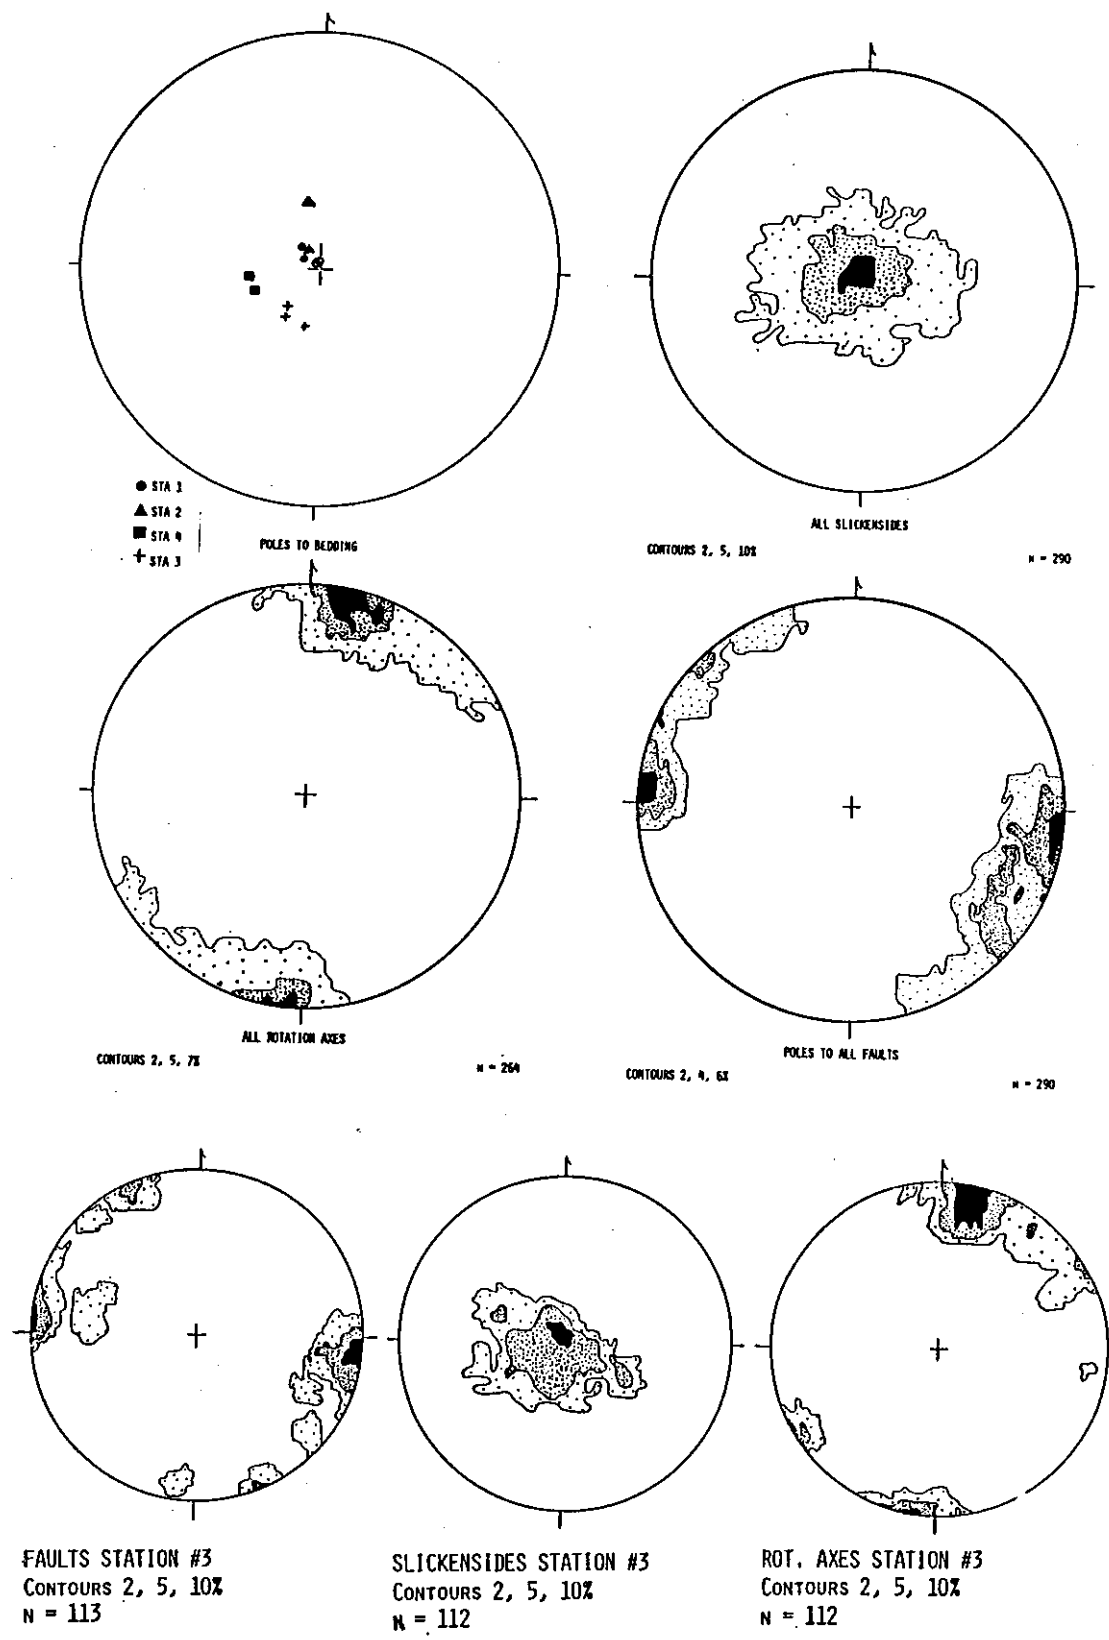 STA 1
STA 2
STA 4
STA 3
POLES TO BEDDING
ALL SLICKENSIDES
CONTOURS 2, 5, 10%
N = 290
ALL ROTATION AXES
CONTOURS 2, 5, 7%
N = 264
POLES TO ALL FAULTS
CONTOURS 2, 4, 6%
N = 290
FAULTS STATION #3
CONTOURS 2, 5, 10%
N = 113
SLICKENSIDES STATION #3
CONTOURS 2, 5, 10%
N = 112
ROT. AXES STATION #3
CONTOURS 2, 5, 10%
N = 112